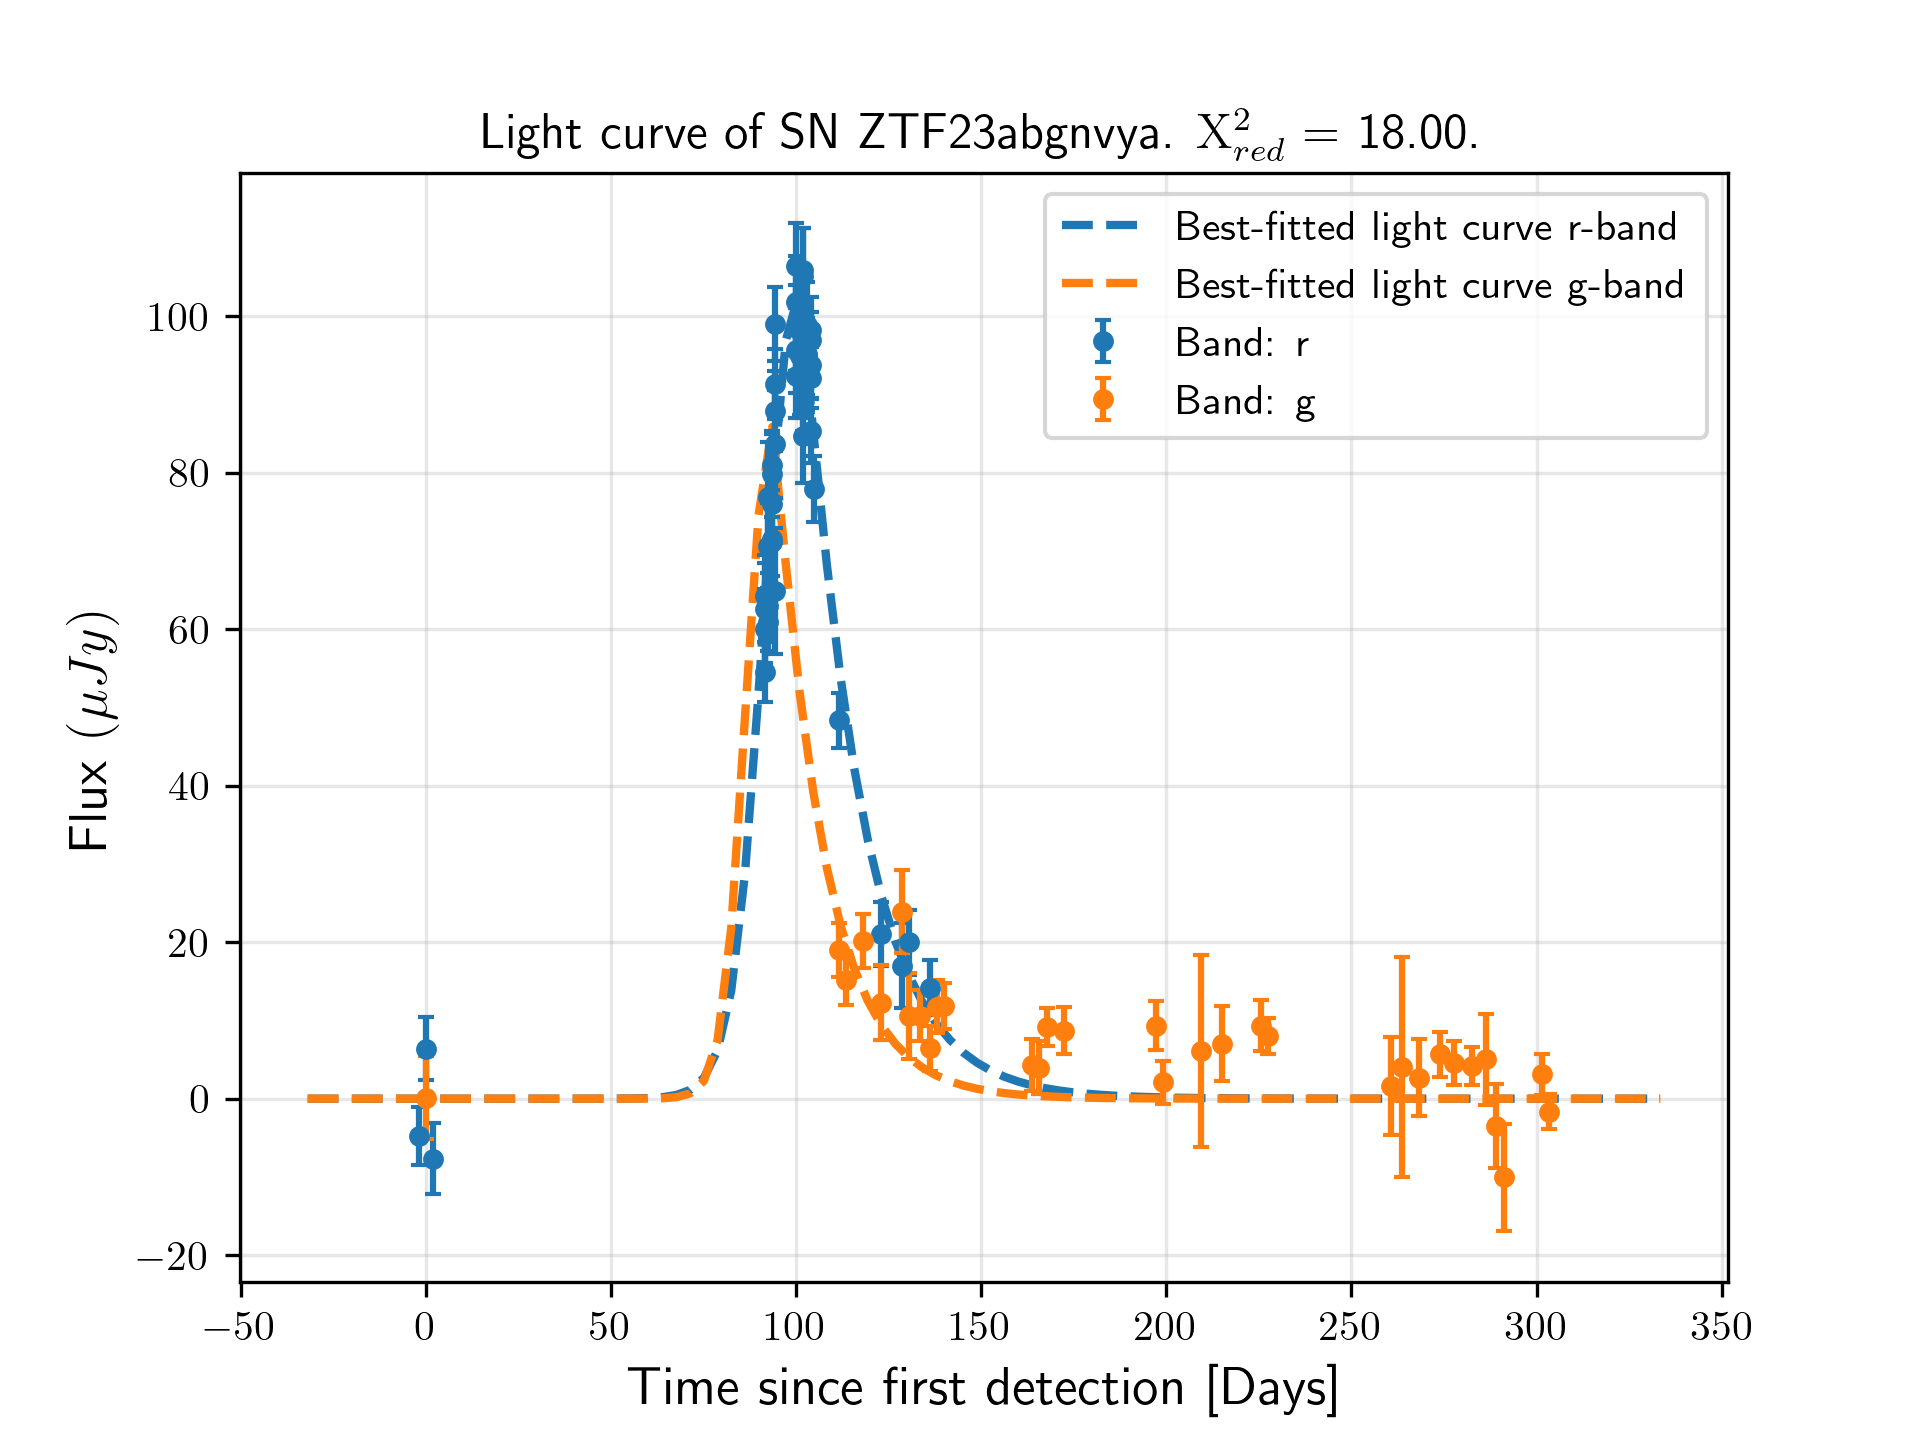 Light curve of SN ZTF23abgnvya. X²_red = 18.00.
Best-fitted light curve r-band
Best-fitted light curve g-band
Band: r
Band: g
Flux (μJy)
100
80
60
40
20
0
−20
−50 0 50 100 150 200 250 300 350
Time since first detection [Days]